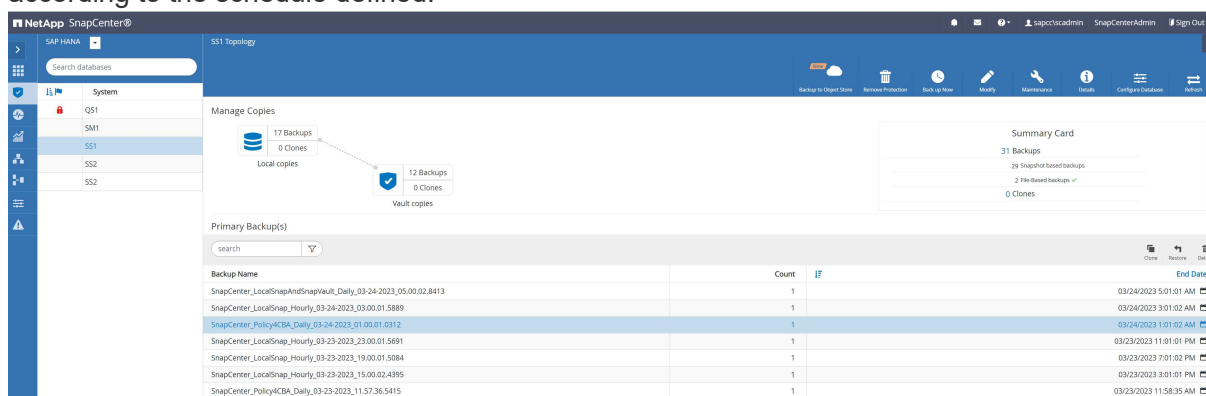 according to the schedule defined.
NetApp SnapCenter®
sapcc\scadmin SnapCenterAdmin Sign Out
SAP HANA
SS1 Topology
Search databases
New
Backup to Object Store Remove Protection Back up Now Modify Maintenance Details Configure Database Refresh
System
QS1
SM1
SS1
SS2
SS2
Manage Copies
17 Backups
0 Clones
Local copies
12 Backups
0 Clones
Vault copies
Summary Card
31 Backups
29 Snapshot based backups
2 File-Based backups
0 Clones
Primary Backup(s)
search
Clone Restore Del
Backup Name Count End Date
SnapCenter_LocalSnapAndSnapVault_Daily_03-24-2023_05.00.02.8413 1 03/24/2023 5:01:01 AM
SnapCenter_LocalSnap_Hourly_03-24-2023_03.00.01.5889 1 03/24/2023 3:01:02 AM
SnapCenter_Policy4CBA_Daily_03-24-2023_01.00.01.0312 1 03/24/2023 1:01:02 AM
SnapCenter_LocalSnap_Hourly_03-23-2023_23.00.01.5691 1 03/23/2023 11:01:01 PM
SnapCenter_LocalSnap_Hourly_03-23-2023_19.00.01.5084 1 03/23/2023 7:01:02 PM
SnapCenter_LocalSnap_Hourly_03-23-2023_15.00.02.4395 1 03/23/2023 3:01:01 PM
SnapCenter_Policy4CBA_Daily_03-23-2023_11.57.36.5415 1 03/23/2023 11:58:35 AM